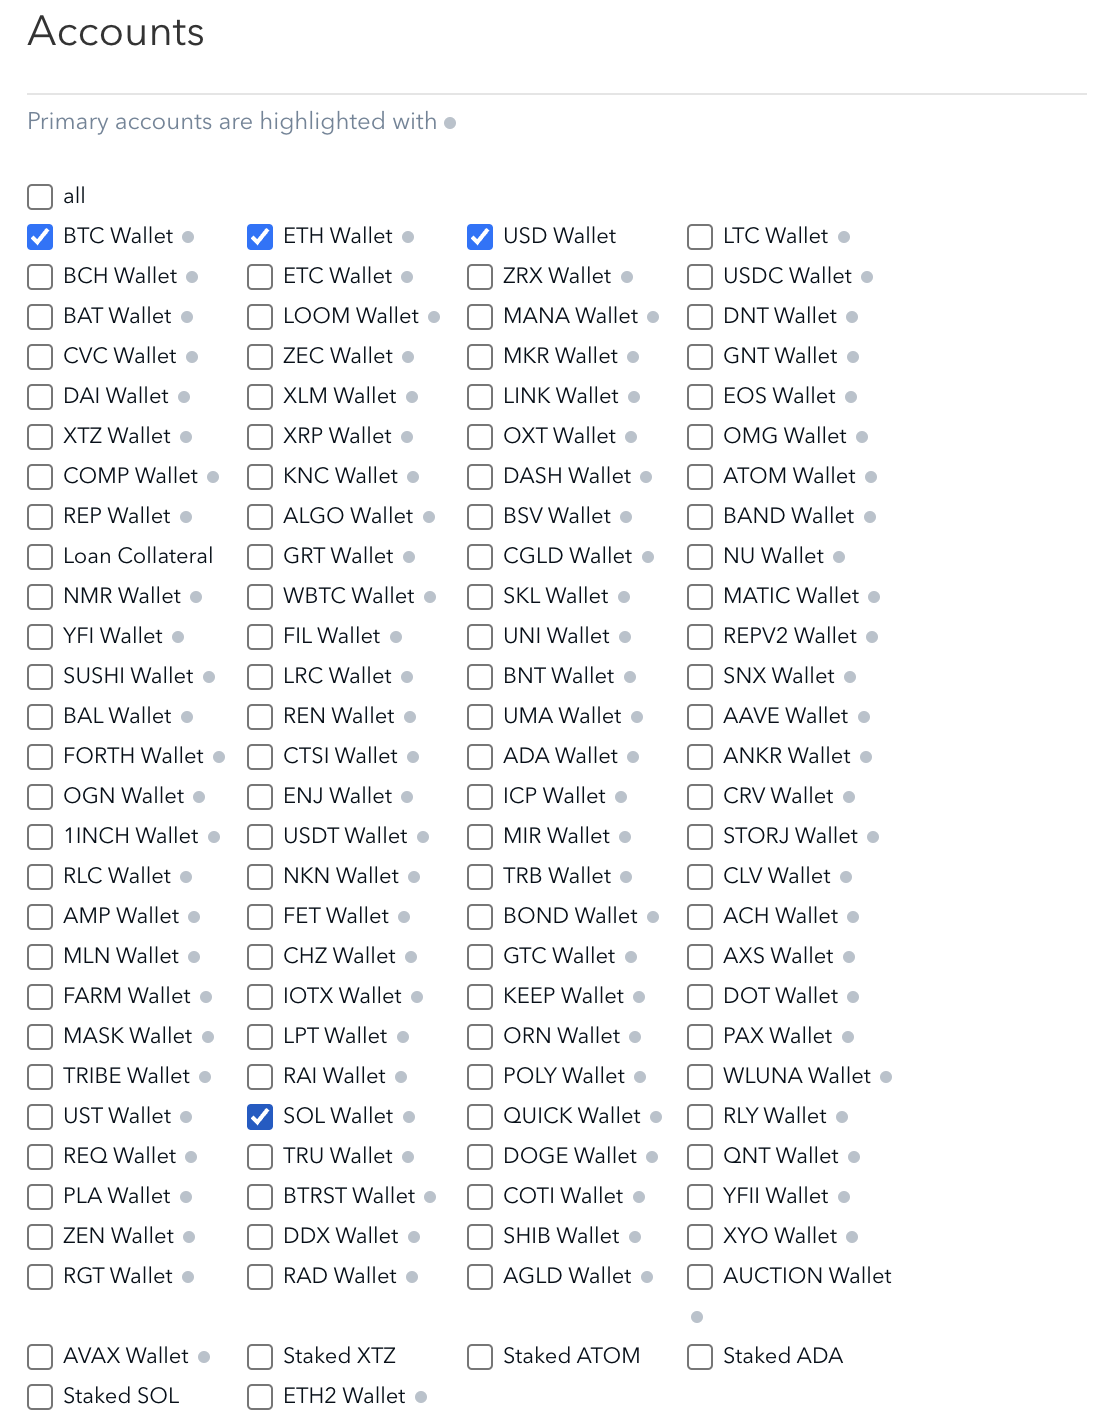 Accounts
Primary accounts are highlighted with
all
BTC Wallet ETH Wallet USD Wallet LTC Wallet
BCH Wallet ETC Wallet ZRX Wallet USDC Wallet
BAT Wallet LOOM Wallet MANA Wallet DNT Wallet
CVC Wallet ZEC Wallet MKR Wallet GNT Wallet
DAI Wallet XLM Wallet LINK Wallet EOS Wallet
XTZ Wallet XRP Wallet OXT Wallet OMG Wallet
COMP Wallet KNC Wallet DASH Wallet ATOM Wallet
REP Wallet ALGO Wallet BSV Wallet BAND Wallet
Loan Collateral GRT Wallet CGLD Wallet NU Wallet
NMR Wallet WBTC Wallet SKL Wallet MATIC Wallet
YFI Wallet FIL Wallet UNI Wallet REPV2 Wallet
SUSHI Wallet LRC Wallet BNT Wallet SNX Wallet
BAL Wallet REN Wallet UMA Wallet AAVE Wallet
FORTH Wallet CTSI Wallet ADA Wallet ANKR Wallet
OGN Wallet ENJ Wallet ICP Wallet CRV Wallet
1INCH Wallet USDT Wallet MIR Wallet STORJ Wallet
RLC Wallet NKN Wallet TRB Wallet CLV Wallet
AMP Wallet FET Wallet BOND Wallet ACH Wallet
MLN Wallet CHZ Wallet GTC Wallet AXS Wallet
FARM Wallet IOTX Wallet KEEP Wallet DOT Wallet
MASK Wallet LPT Wallet ORN Wallet PAX Wallet
TRIBE Wallet RAI Wallet POLY Wallet WLUNA Wallet
UST Wallet SOL Wallet QUICK Wallet RLY Wallet
REQ Wallet TRU Wallet DOGE Wallet QNT Wallet
PLA Wallet BTRST Wallet COTI Wallet YFII Wallet
ZEN Wallet DDX Wallet SHIB Wallet XYO Wallet
RGT Wallet RAD Wallet AGLD Wallet AUCTION Wallet
AVAX Wallet Staked XTZ Staked ATOM Staked ADA
Staked SOL ETH2 Wallet